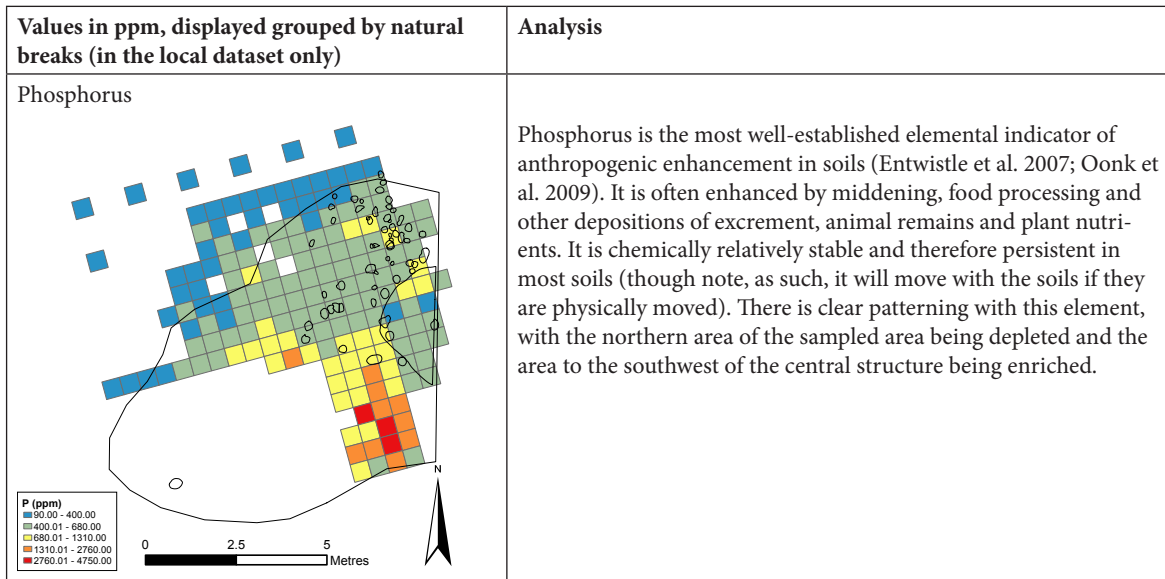 Values in ppm, displayed grouped by natural
breaks (in the local dataset only)
Analysis
Phosphorus
Phosphorus is the most well-established elemental indicator of
anthropogenic enhancement in soils (Entwistle et al. 2007; Oonk et
al. 2009). It is often enhanced by middening, food processing and
other depositions of excrement, animal remains and plant nutri-
ents. It is chemically relatively stable and therefore persistent in
most soils (though note, as such, it will move with the soils if they
are physically moved). There is clear patterning with this element,
with the northern area of the sampled area being depleted and the
area to the southwest of the central structure being enriched.
P (ppm)
90.00 - 400.00
400.01 - 680.00
680.01 - 1310.00
1310.01 - 2760.00
2760.01 - 4750.00
0 2.5 5
Metres
N